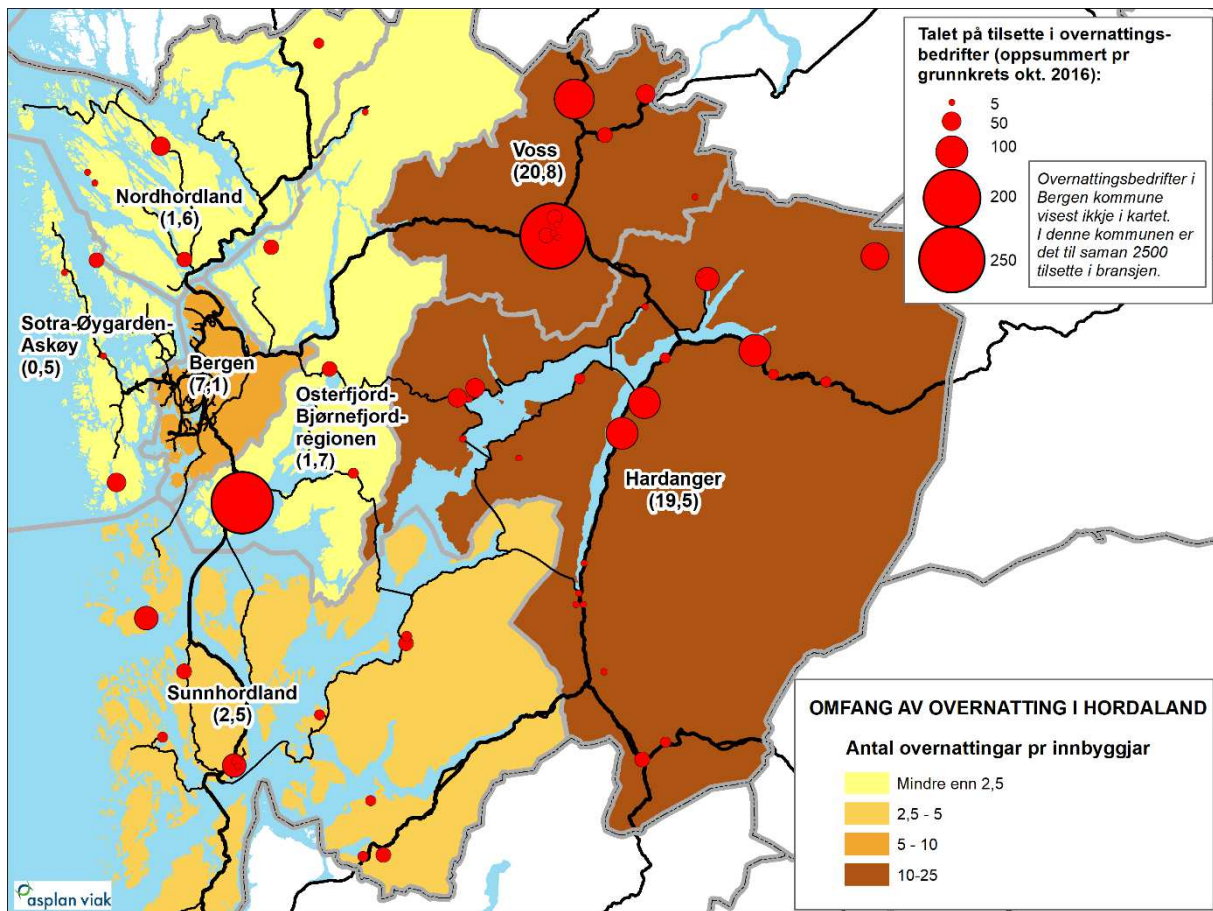 Talet på tilsette i overnattings-
bedrifter (oppsummert pr
grunnkrets okt. 2016):
5
50
100
200
250
Overnattingsbedrifter i
Bergen kommune
visest ikkje i kartet.
I denne kommunen er
det til saman 2500
tilsette i bransjen.
Voss
(20,8)
Nordhordland
(1,6)
Sotra-Øygarden-
Askøy
(0,5)
Bergen
(7,1)
Osterfjord-
Bjørnefjord-
regionen
(1,7)
Hardanger
(19,5)
Sunnhordland
(2,5)
OMFANG AV OVERNATTING I HORDALAND
Antal overnattingar pr innbyggjar
Mindre enn 2,5
2,5 - 5
5 - 10
10-25
asplan viak